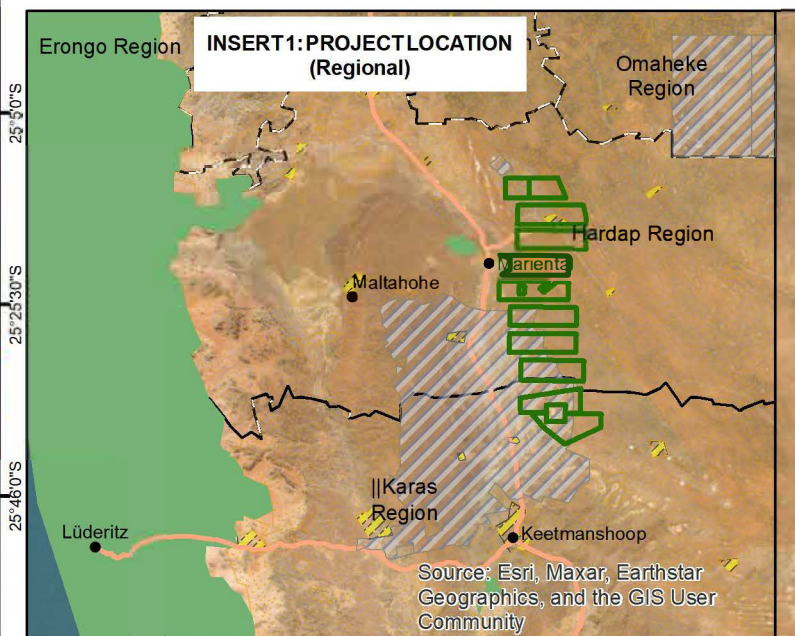 Erongo Region
INSERT1: PROJECT LOCATION
(Regional)
n
Omaheke
Region
25°5'0"S
Hardap Region
Marienta
Maltahohe
25°25'30"S
||Karas
Region
25°46'0"S
Lüderitz
Keetmanshoop
Source: Esri, Maxar, Earthstar
Geographics, and the GIS User
Community